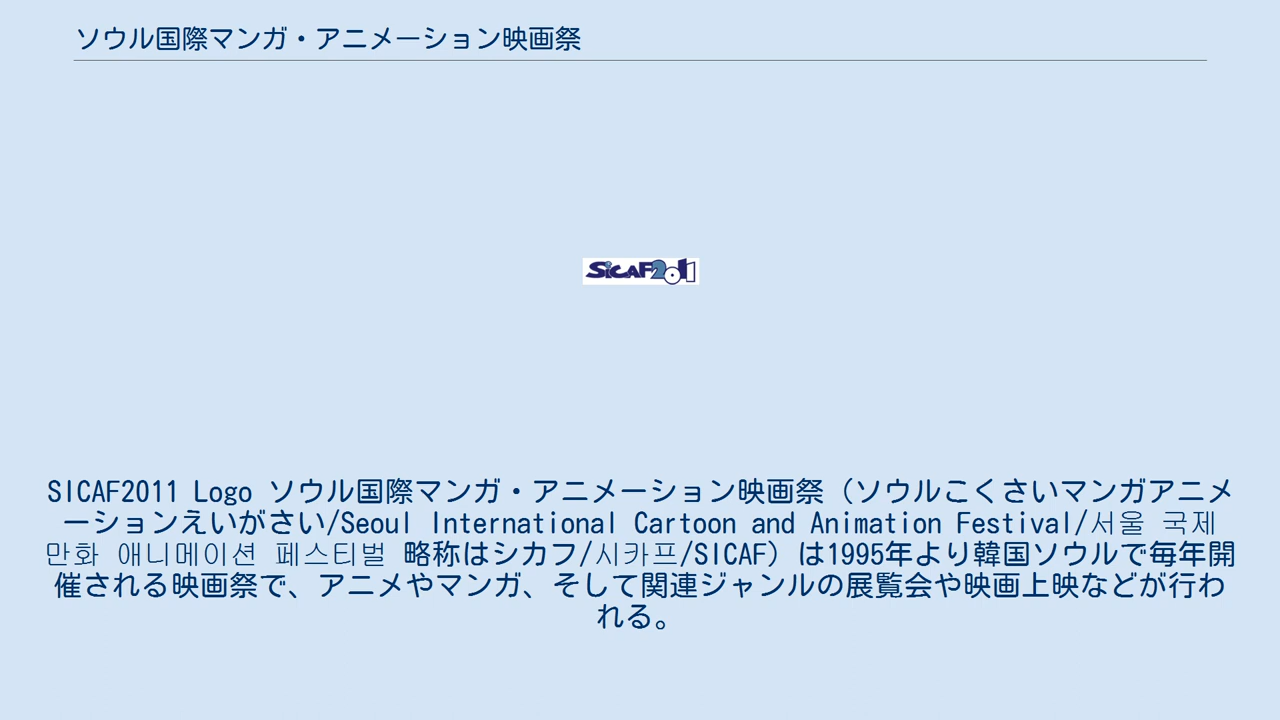 ソウル国際マンガ・アニメーション映画祭
SICAF2011
SICAF2011 Logo ソウル国際マンガ・アニメーション映画祭（ソウルこくさいマンガアニメ
ーションえいがさい/Seoul International Cartoon and Animation Festival/서울 국제
만화 애니메이션 페스티벌 略称はシカフ/시카프/SICAF）は1995年より韓国ソウルで毎年開
催される映画祭で、アニメやマンガ、そして関連ジャンルの展覧会や映画上映などが行わ
れる。